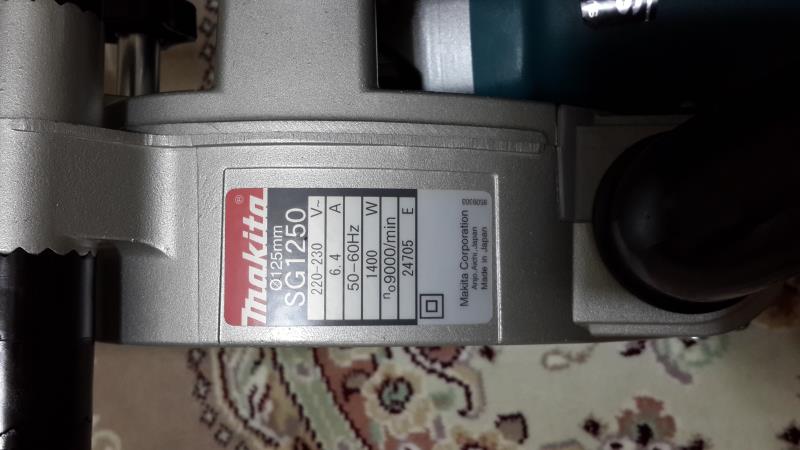 makita®
Ø125mm
SG1250
220-230 V~
6.4 A
50-60Hz
1400 W
n₀9000/min
24705 E
Makita Corporation
Anjo, Aichi, Japan
Made in Japan